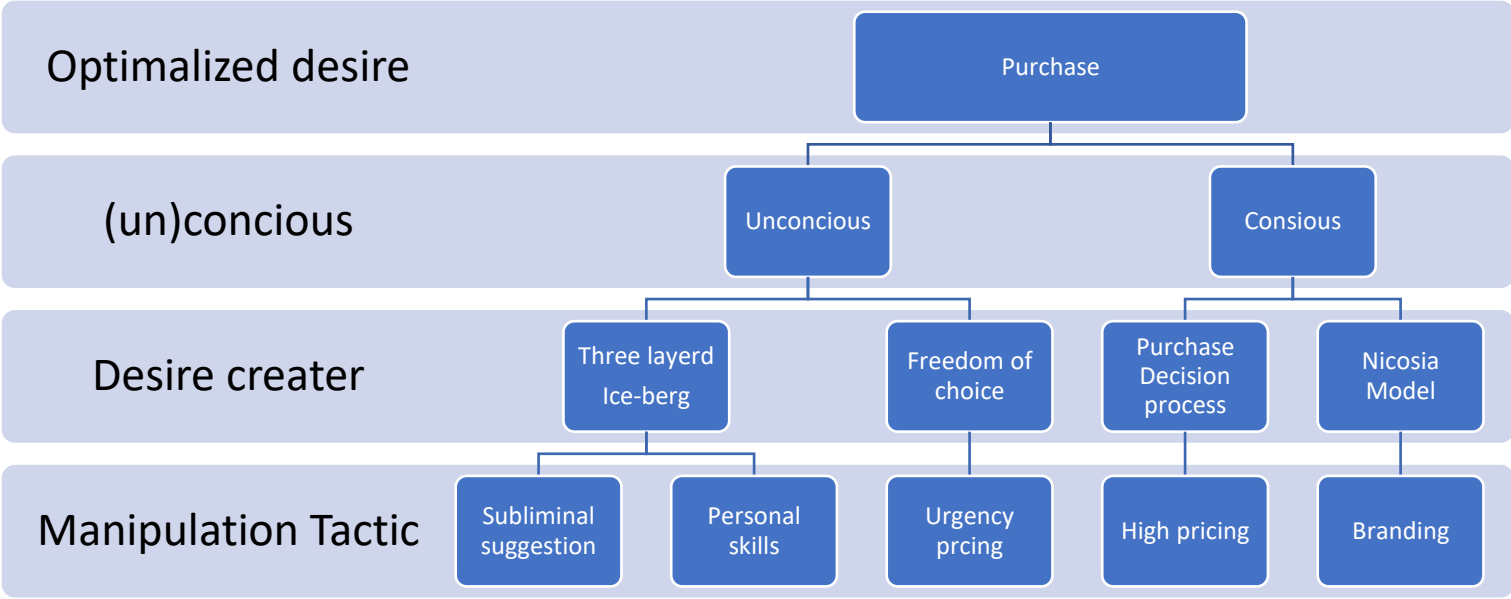 Optimalized desire
Purchase
(un)concious
Unconcious
Consious
Desire creater
Three layerd
Ice-berg
Freedom of
choice
Purchase
Decision
process
Nicosia
Model
Manipulation Tactic
Subliminal
suggestion
Personal
skills
Urgency
prcing
High pricing
Branding